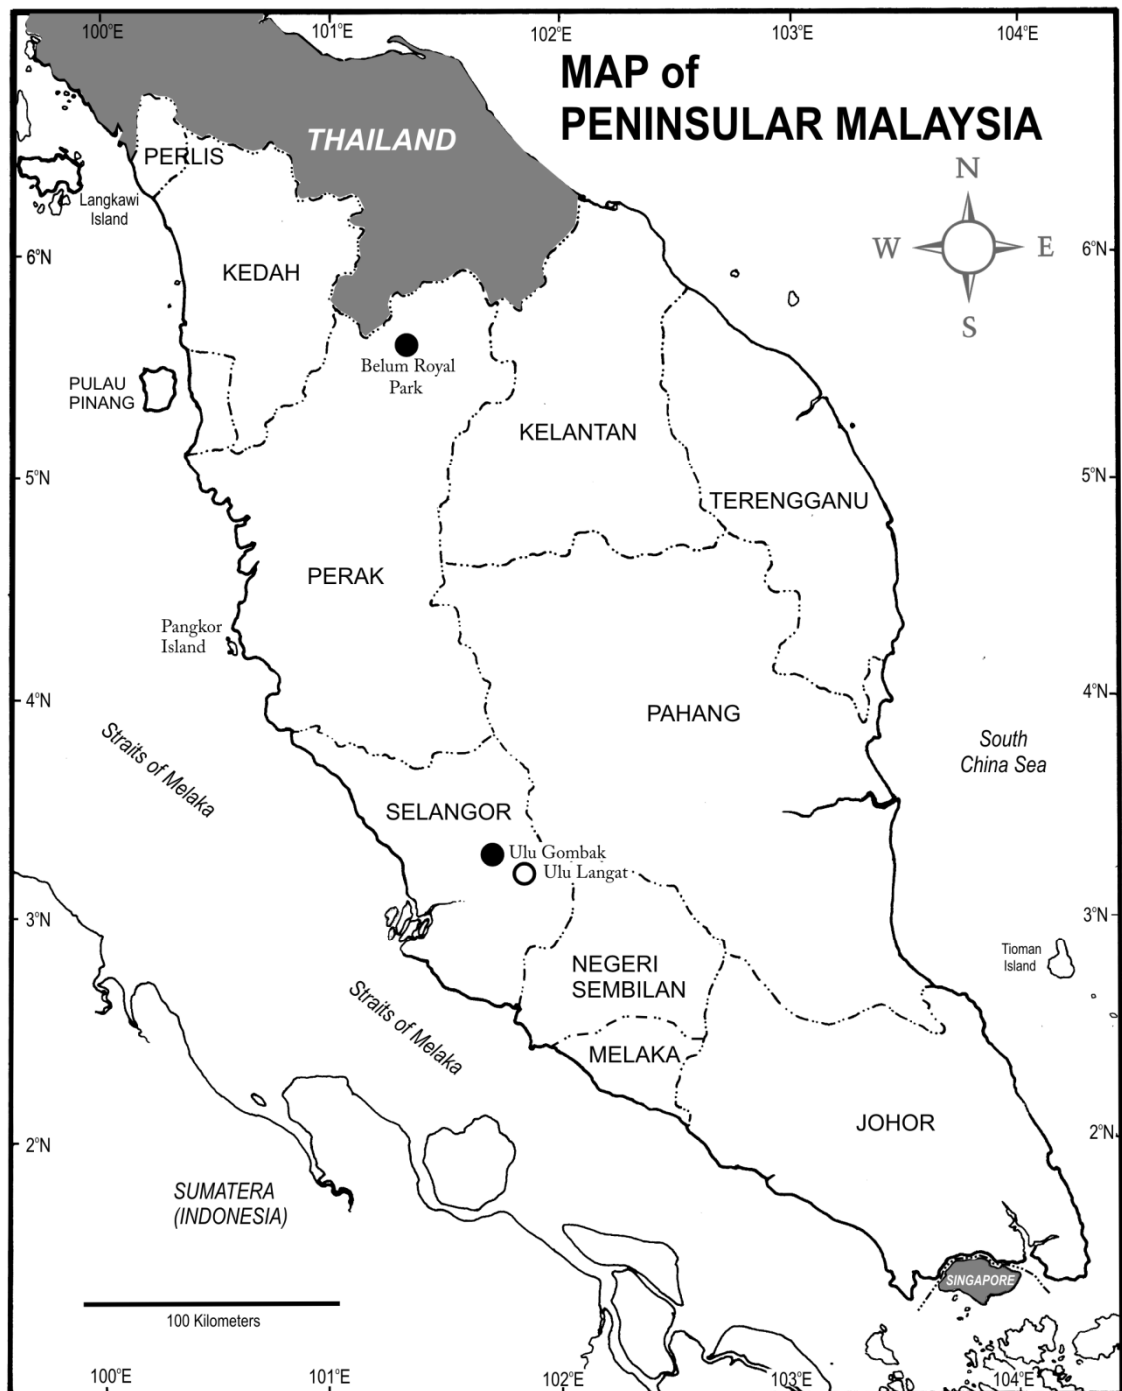 100°E
101°E
102°E
103°E
104°E
MAP of
PENINSULAR MALAYSIA
THAILAND
PERLIS
N
W
E
S
Langkawi
Island
6°N
6°N
KEDAH
Belum Royal
Park
PULAU
PINANG
KELANTAN
5°N
5°N
TERENGGANU
PERAK
Pangkor
Island
4°N
4°N
PAHANG
Straits of Melaka
South
China Sea
SELANGOR
Ulu Gombak
Ulu Langat
3°N
3°N
Tioman
Island
NEGERI
SEMBILAN
Straits of Melaka
MELAKA
JOHOR
2°N
2°N
SUMATERA
(INDONESIA)
SINGAPORE
100 Kilometers
100°E
101°E
102°E
103°E
104°E